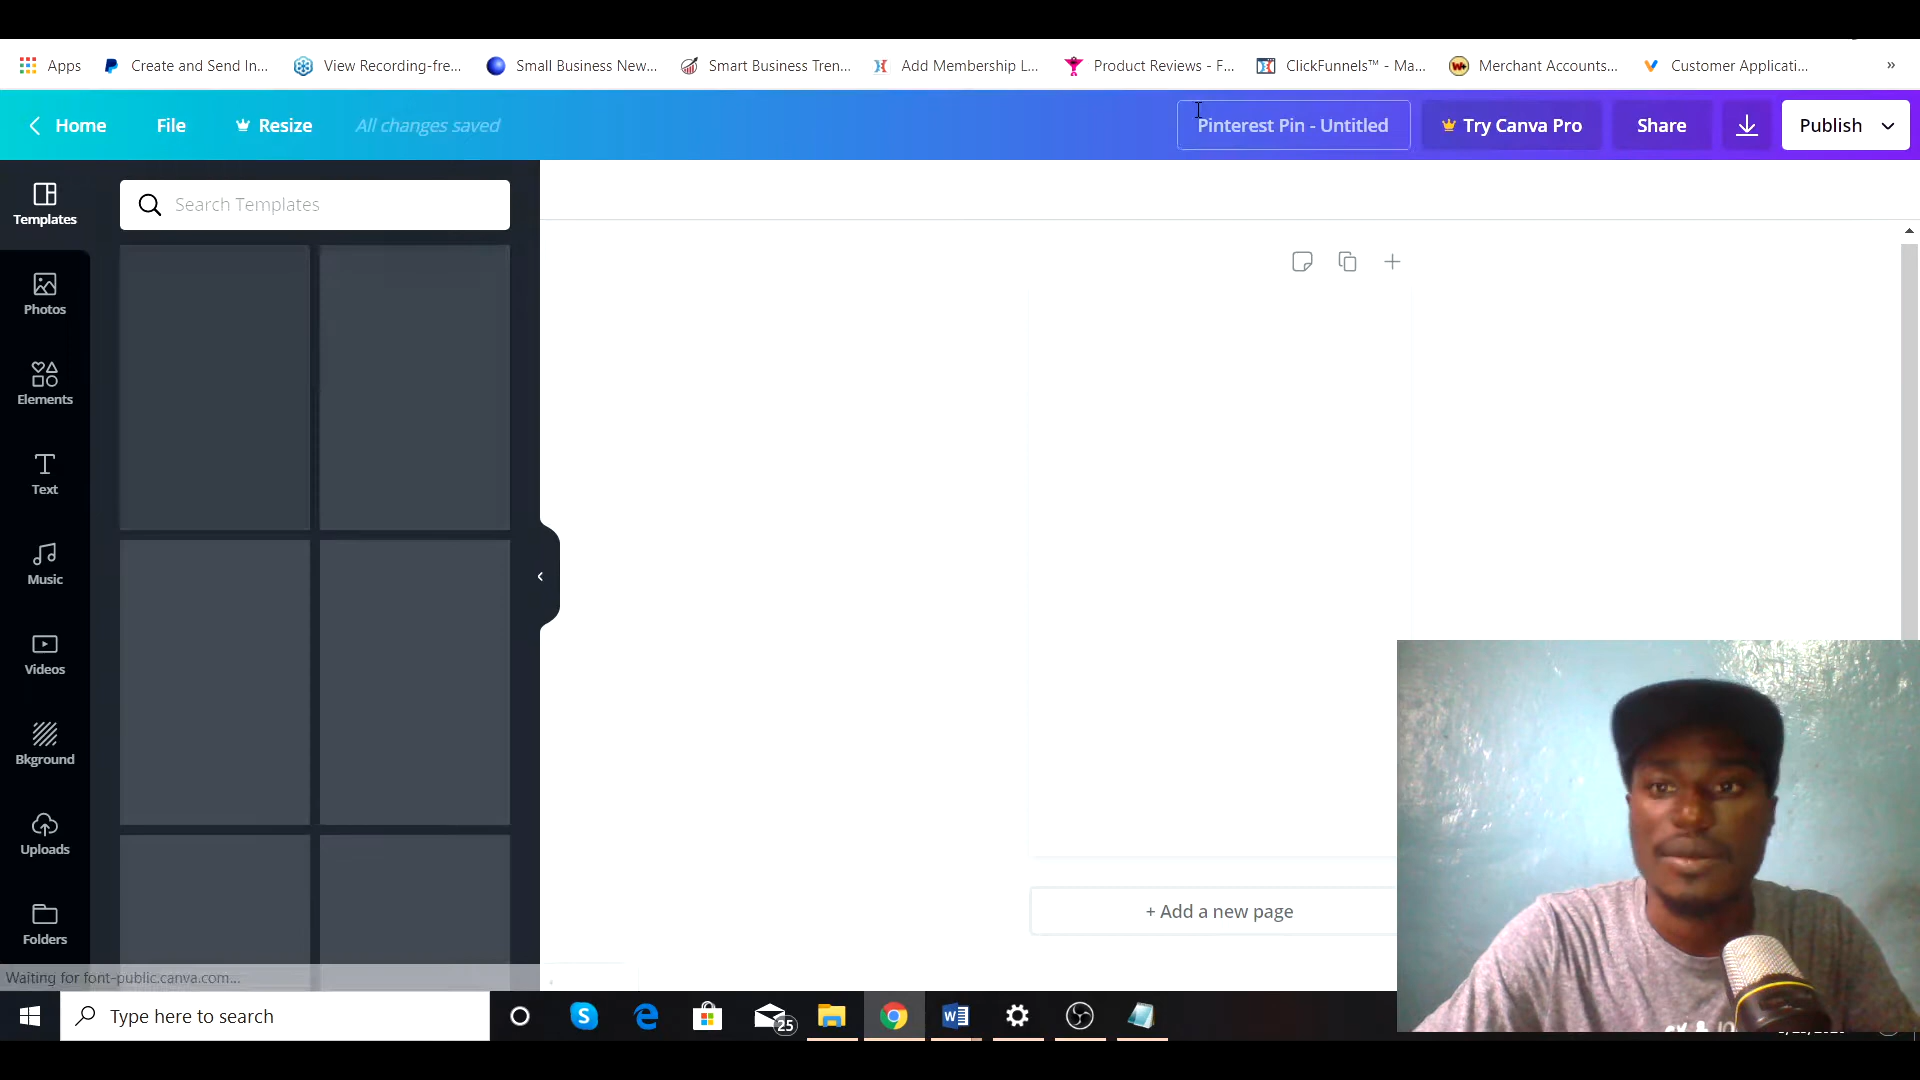 Apps Create and Send In... View Recording-fre... Small Business New... Smart Business Tren... Add Membership L... Product Reviews - F... ClickFunnels™ - Ma... Merchant Accounts... Customer Applicati... »
Home File Resize All changes saved Pinterest Pin - Untitled Try Canva Pro Share Publish
Templates
Search Templates
Photos
Elements
Text
Music
Videos
Bkground
Uploads
Folders
+ Add a new page
Waiting for font-public.canva.com...
Type here to search
25